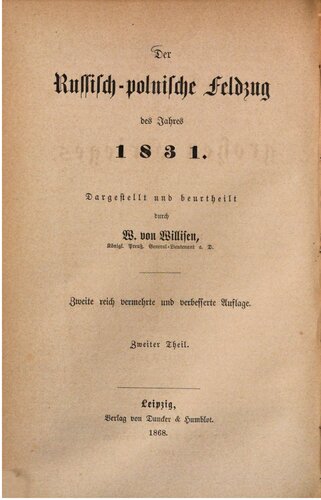 Der
Russisch-polnische Feldzug
des Jahres
1831.
Dargestellt und beurtheilt
durch
W. von Willisen,
Königl. Preuß. General-Lieutenant a. D.
Zweite reich vermehrte und verbesserte Auflage.
Zweiter Theil.
Leipzig,
Verlag von Duncker & Humblot.
1868.